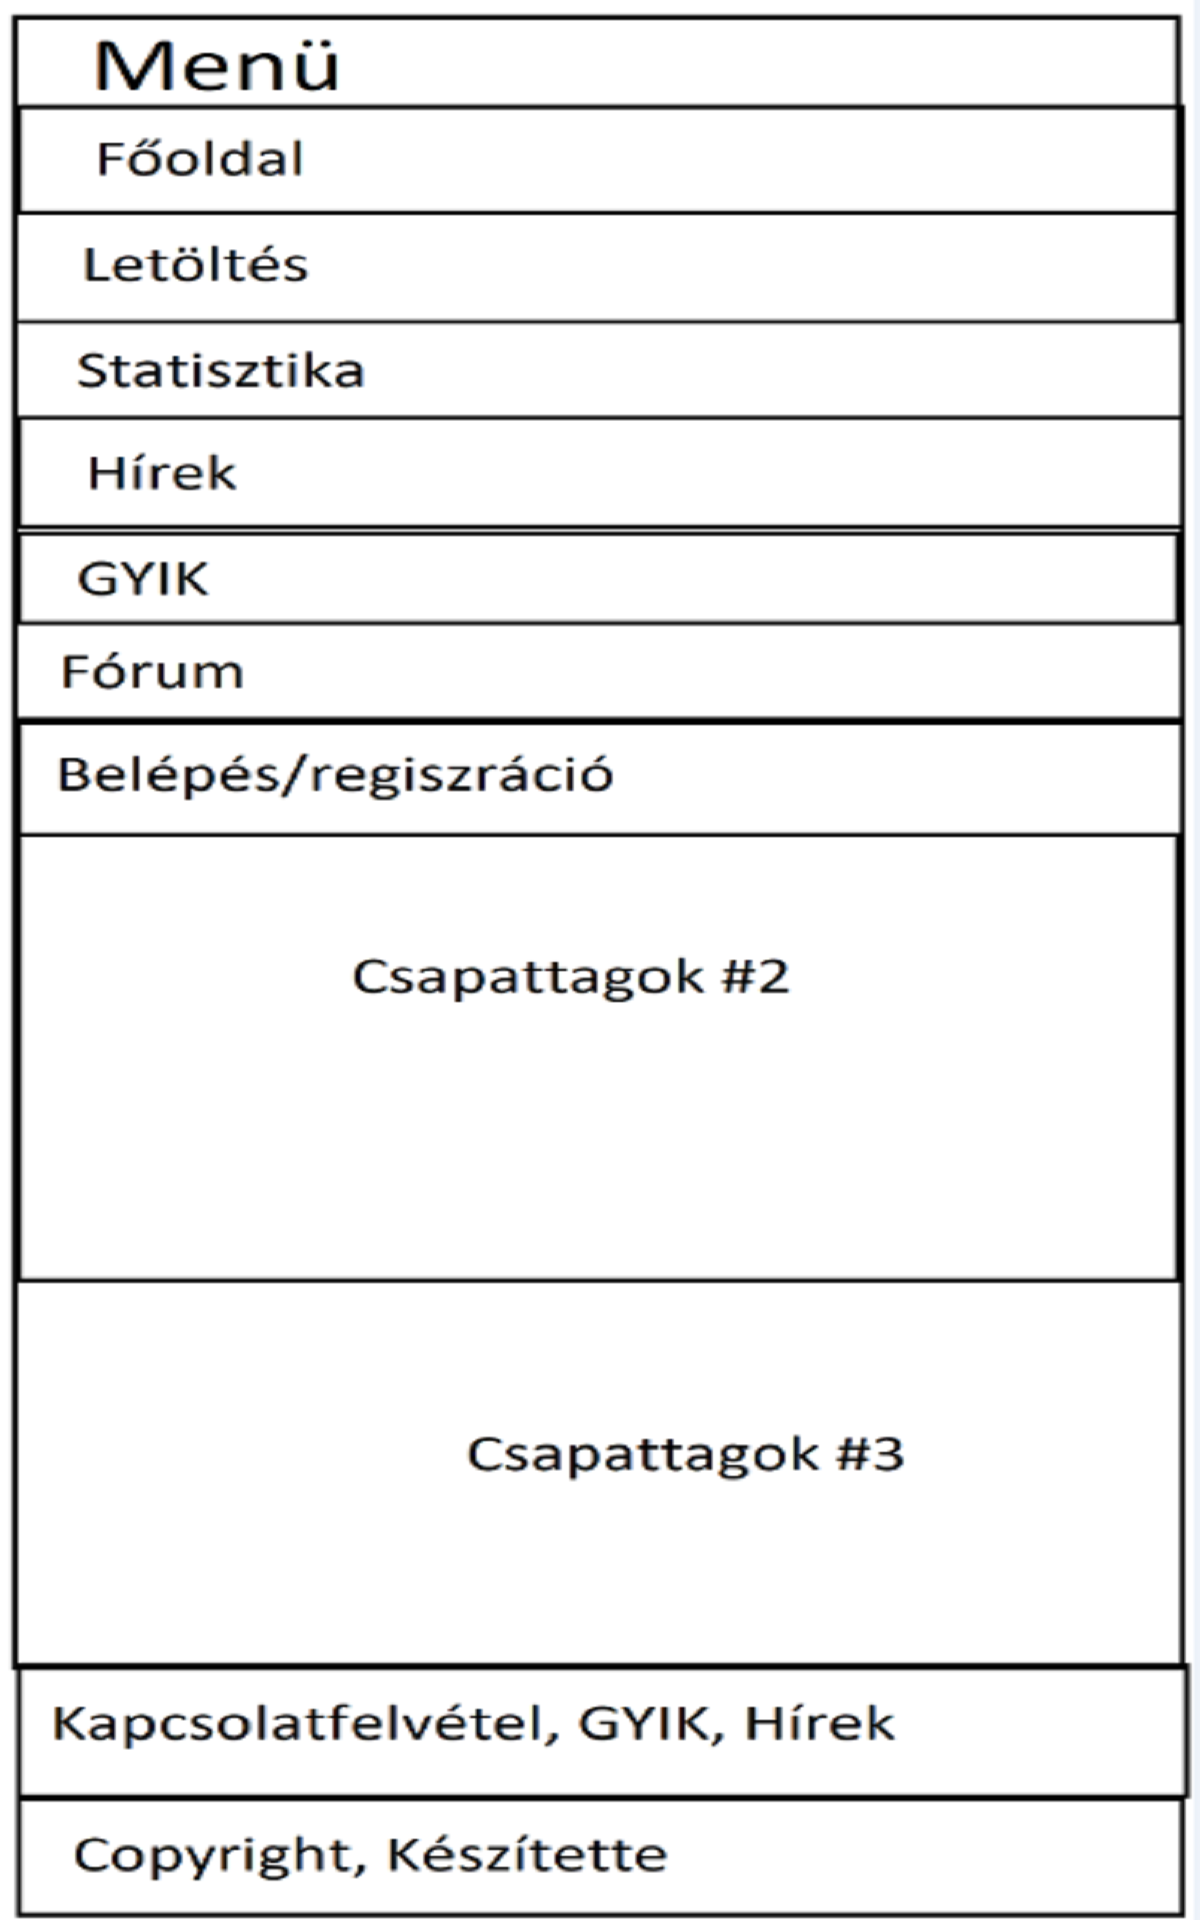 Menü
Főoldal
Letöltés
Statisztika
Hírek
GYIK
Fórum
Belépés/regiszráció
Csapattagok #2
Csapattagok #3
Kapcsolatfelvétel, GYIK, Hírek
Copyright, Készítette